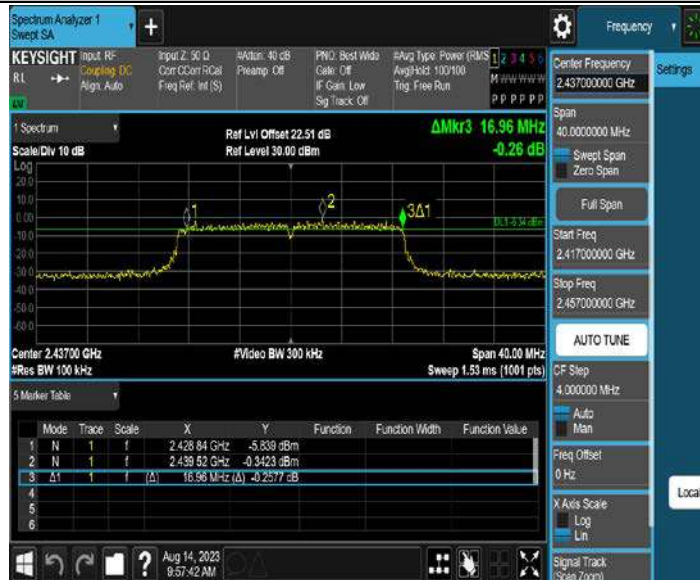 Spectrum Analyzer 1
Swept SA
Frequency
KEYSIGHT
RL
Input: RF
Coupling: DC
Align: Auto
Input Z: 50 Ω
Corr CCorr RCal
Freq Ref: Int (S)
#Atten: 40 dB
Preamp: Off
PNO: Best Wide
Gate: Off
IF Gain: Low
Sig Track: Off
#Avg Type: Power (RMS
Avg|Hold: 100/100
Trig: Free Run
1 2 3 4 5 6
M W W W W W
P P P P P P
1 Spectrum
Scale/Div 10 dB
Log
Ref Lvl Offset 22.51 dB
Ref Level 30.00 dBm
ΔMkr3 16.96 MHz
-0.26 dB
20.0
10.0
0.00
-10.0
-20.0
-30.0
-40.0
-50.0
-60.0
1
2
3Δ1
DL1 -6.34 dBm
Center 2.43700 GHz
#Res BW 100 kHz
#Video BW 300 kHz
Span 40.00 MHz
Sweep 1.53 ms (1001 pts)
5 Marker Table
Mode Trace Scale X Y Function Function Width Function Value
1 N 1 f 2.428 84 GHz -5.839 dBm
2 N 1 f 2.439 52 GHz -0.3423 dBm
3 Δ1 1 f (Δ) 16.96 MHz (Δ) -0.2577 dB
4
5
6
Aug 14, 2023
9:57:42 AM
Center Frequency
2.437000000 GHz
Span
40.0000000 MHz
Swept Span
Zero Span
Full Span
Start Freq
2.417000000 GHz
Stop Freq
2.457000000 GHz
AUTO TUNE
CF Step
4.000000 MHz
Auto
Man
Freq Offset
0 Hz
X Axis Scale
Log
Lin
Signal Track
(Span Zoom)
Settings
Local